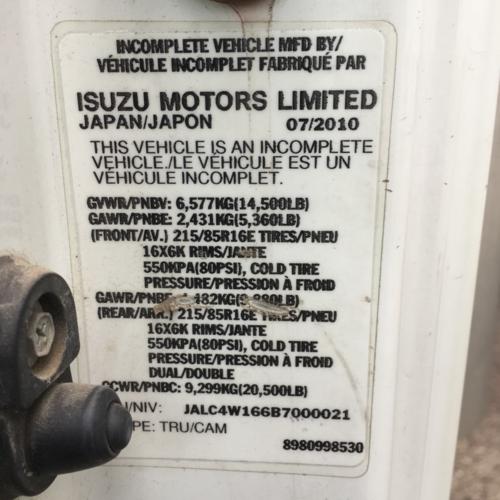 INCOMPLETE VEHICLE MFD BY/
VÉHICULE INCOMPLET FABRIQUÉ PAR
ISUZU MOTORS LIMITED
JAPAN/JAPON 07/2010
THIS VEHICLE IS AN INCOMPLETE
VEHICLE./LE VÉHICULE EST UN
VÉHICULE INCOMPLET.
GVWR/PNBV: 6,577KG(14,500LB)
GAWR/PNBE: 2,431KG(5,360LB)
(FRONT/AV.) 215/85R16E TIRES/PNEU
16X6K RIMS/JANTE
550KPA(80PSI), COLD TIRE
PRESSURE/PRESSION À FROID
GAWR/PNBE
(REAR/ARR.) 215/85R16E TIRES/PNEU
16X6K RIMS/JANTE
550KPA(80PSI), COLD TIRE
PRESSURE/PRESSION À FROID
DUAL/DOUBLE
GCWR/PNBC: 9,299KG(20,500LB)
/NIV: JALC4W166B7000021
PE: TRU/CAM
8980998530